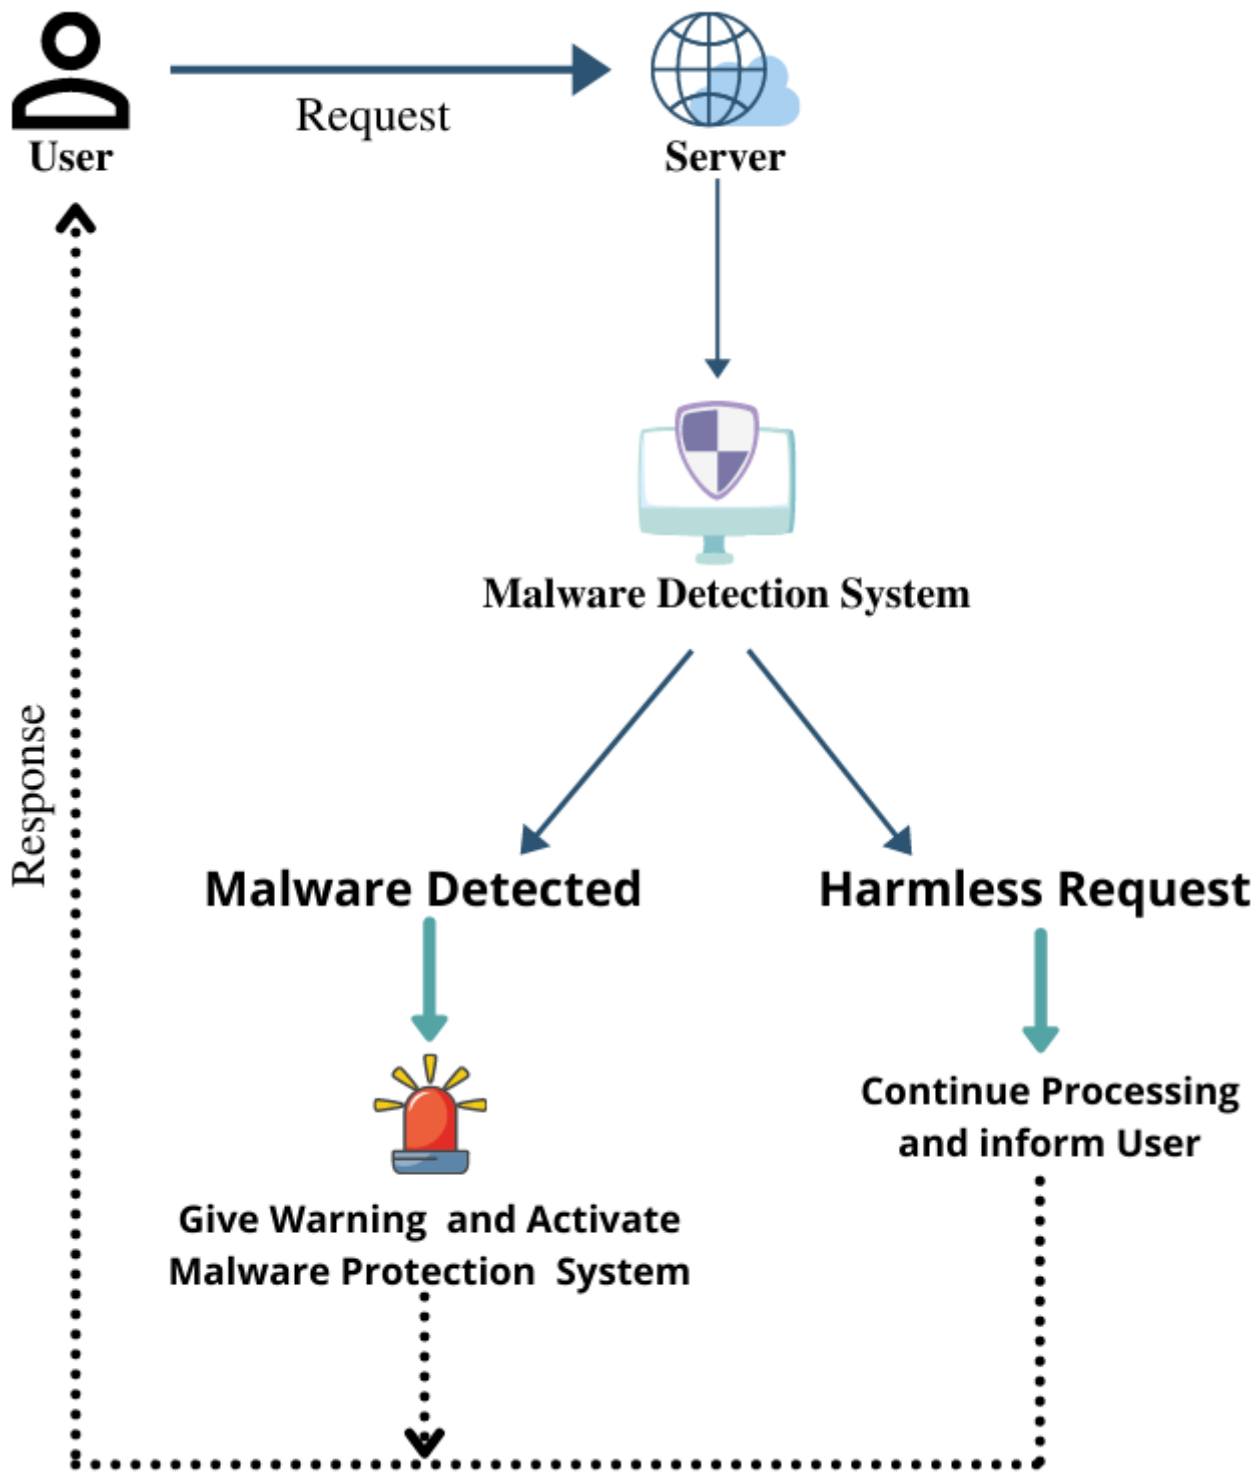 User
Request
Server
Malware Detection System
Response
Malware Detected
Harmless Request
Give Warning  and Activate
Malware Protection  System
Continue Processing
and inform User